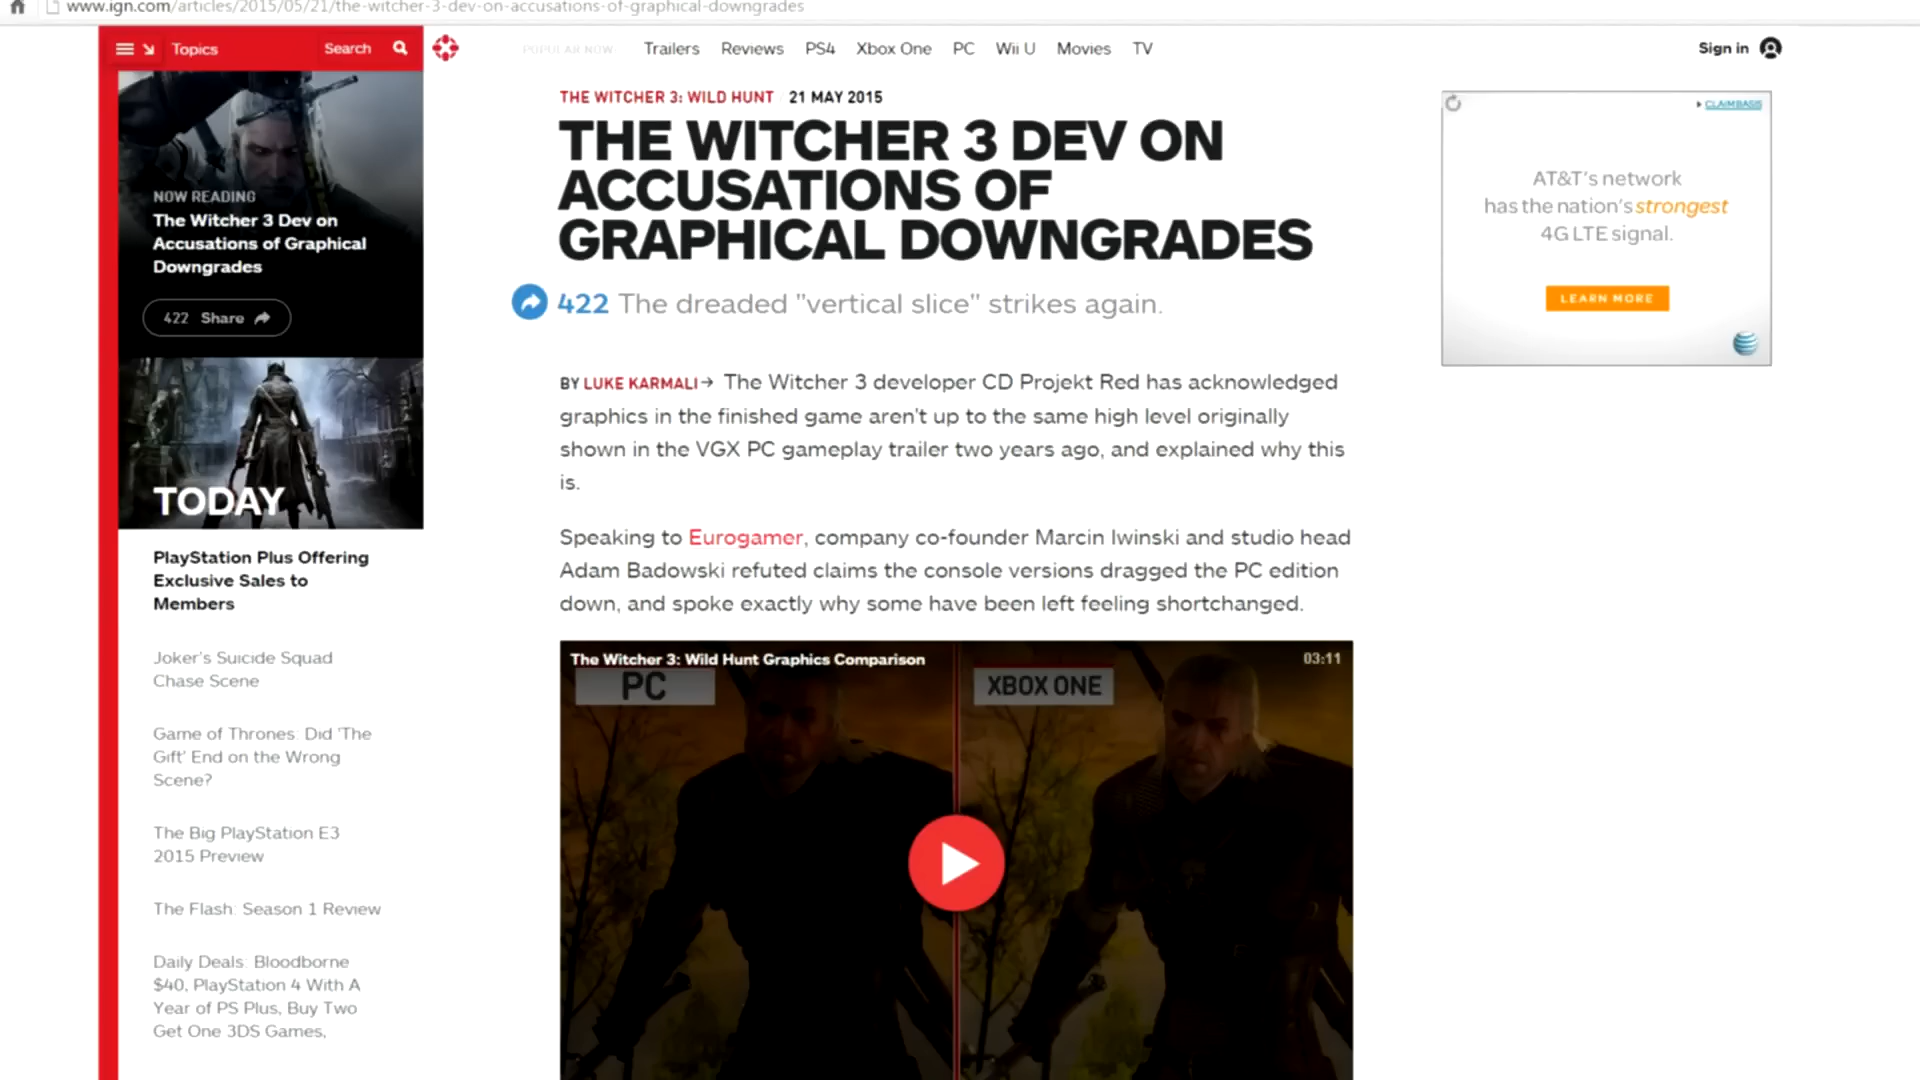 www.ign.com/articles/2015/05/21/the-witcher-3-dev-on-accusations-of-graphical-downgrades
Topics
Search
POPULAR NOW
Trailers
Reviews
PS4
Xbox One
PC
Wii U
Movies
TV
Sign in
NOW READING
The Witcher 3 Dev on
Accusations of Graphical
Downgrades
422 Share
TODAY
PlayStation Plus Offering
Exclusive Sales to
Members
Joker's Suicide Squad
Chase Scene
Game of Thrones: Did 'The
Gift' End on the Wrong
Scene?
The Big PlayStation E3
2015 Preview
The Flash: Season 1 Review
Daily Deals: Bloodborne
$40, PlayStation 4 With A
Year of PS Plus, Buy Two
Get One 3DS Games,
THE WITCHER 3: WILD HUNT 21 MAY 2015
THE WITCHER 3 DEV ON
ACCUSATIONS OF
GRAPHICAL DOWNGRADES
422 The dreaded "vertical slice" strikes again.
BY LUKE KARMALI → The Witcher 3 developer CD Projekt Red has acknowledged
graphics in the finished game aren't up to the same high level originally
shown in the VGX PC gameplay trailer two years ago, and explained why this
is.
Speaking to Eurogamer, company co-founder Marcin Iwinski and studio head
Adam Badowski refuted claims the console versions dragged the PC edition
down, and spoke exactly why some have been left feeling shortchanged.
The Witcher 3: Wild Hunt Graphics Comparison
03:11
PC
XBOX ONE
CLAIMBASIS
AT&T's network
has the nation's strongest
4G LTE signal.
LEARN MORE